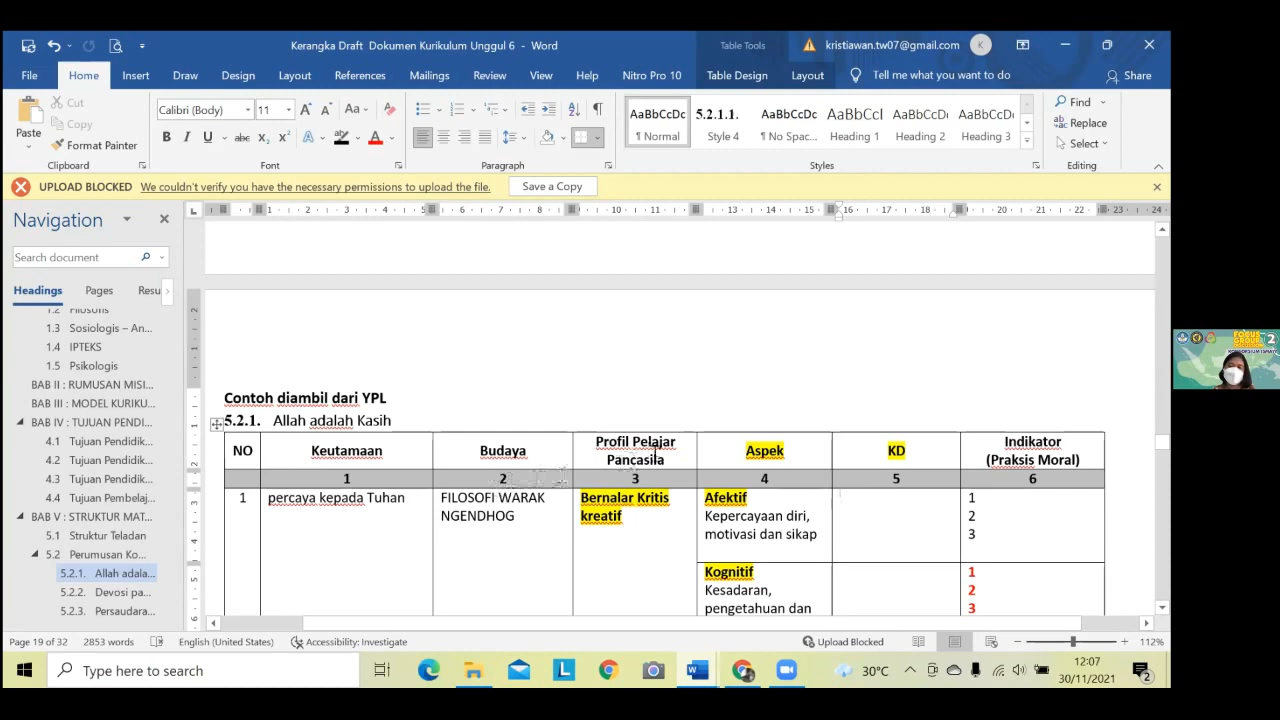 Kerangka Draft Dokumen Kurikulum Unggul 6 - Word
Table Tools
kristiawan.tw07@gmail.com
K
File Home Insert Draw Design Layout References Mailings Review View Help Nitro Pro 10 Table Design Layout Tell me what you want to do Share
Paste
Cut
Copy
Format Painter
Calibri (Body) 11
Clipboard Font Paragraph Styles Editing
AaBbCcDc 5.2.1.1. AaBbCcDc AaBbCcI AaBbCcDc AaBbCcDc
¶ Normal Style 4 ¶ No Spac... Heading 1 Heading 2 Heading 3
Find
Replace
Select
UPLOAD BLOCKED We couldn't verify you have the necessary permissions to upload the file. Save a Copy
Navigation
Search document
Headings Pages Resu
1.2 Filosofis
1.3 Sosiologis – An...
1.4 IPTEKS
1.5 Psikologis
BAB II : RUMUSAN MISI...
BAB III : MODEL KURIKU...
BAB IV : TUJUAN PENDI...
4.1 Tujuan Pendidik...
4.2 Tujuan Pendidik...
4.3 Tujuan Pendidik...
4.4 Tujuan Pembelaj...
BAB V : STRUKTUR MAT...
5.1 Struktur Teladan
5.2 Perumusan Ko...
5.2.1. Allah adala...
5.2.2. Devosi pa...
5.2.3. Persaudara...
Contoh diambil dari YPL
5.2.1. Allah adalah Kasih
NO Keutamaan Budaya Profil Pelajar Pancasila Aspek KD Indikator (Praksis Moral)
1 2 3 4 5 6
1 percaya kepada Tuhan
FILOSOFI WARAK
NGENDHOG
Bernalar Kritis
kreatif
Afektif
Kepercayaan diri,
motivasi dan sikap
1
2
3
Kognitif
Kesadaran,
pengetahuan dan
1
2
3
Page 19 of 32 2853 words English (United States) Accessibility: Investigate Upload Blocked 112%
Type here to search
30°C
12:07
30/11/2021
2
FOCUS
GROUP
DISCUSSION
2